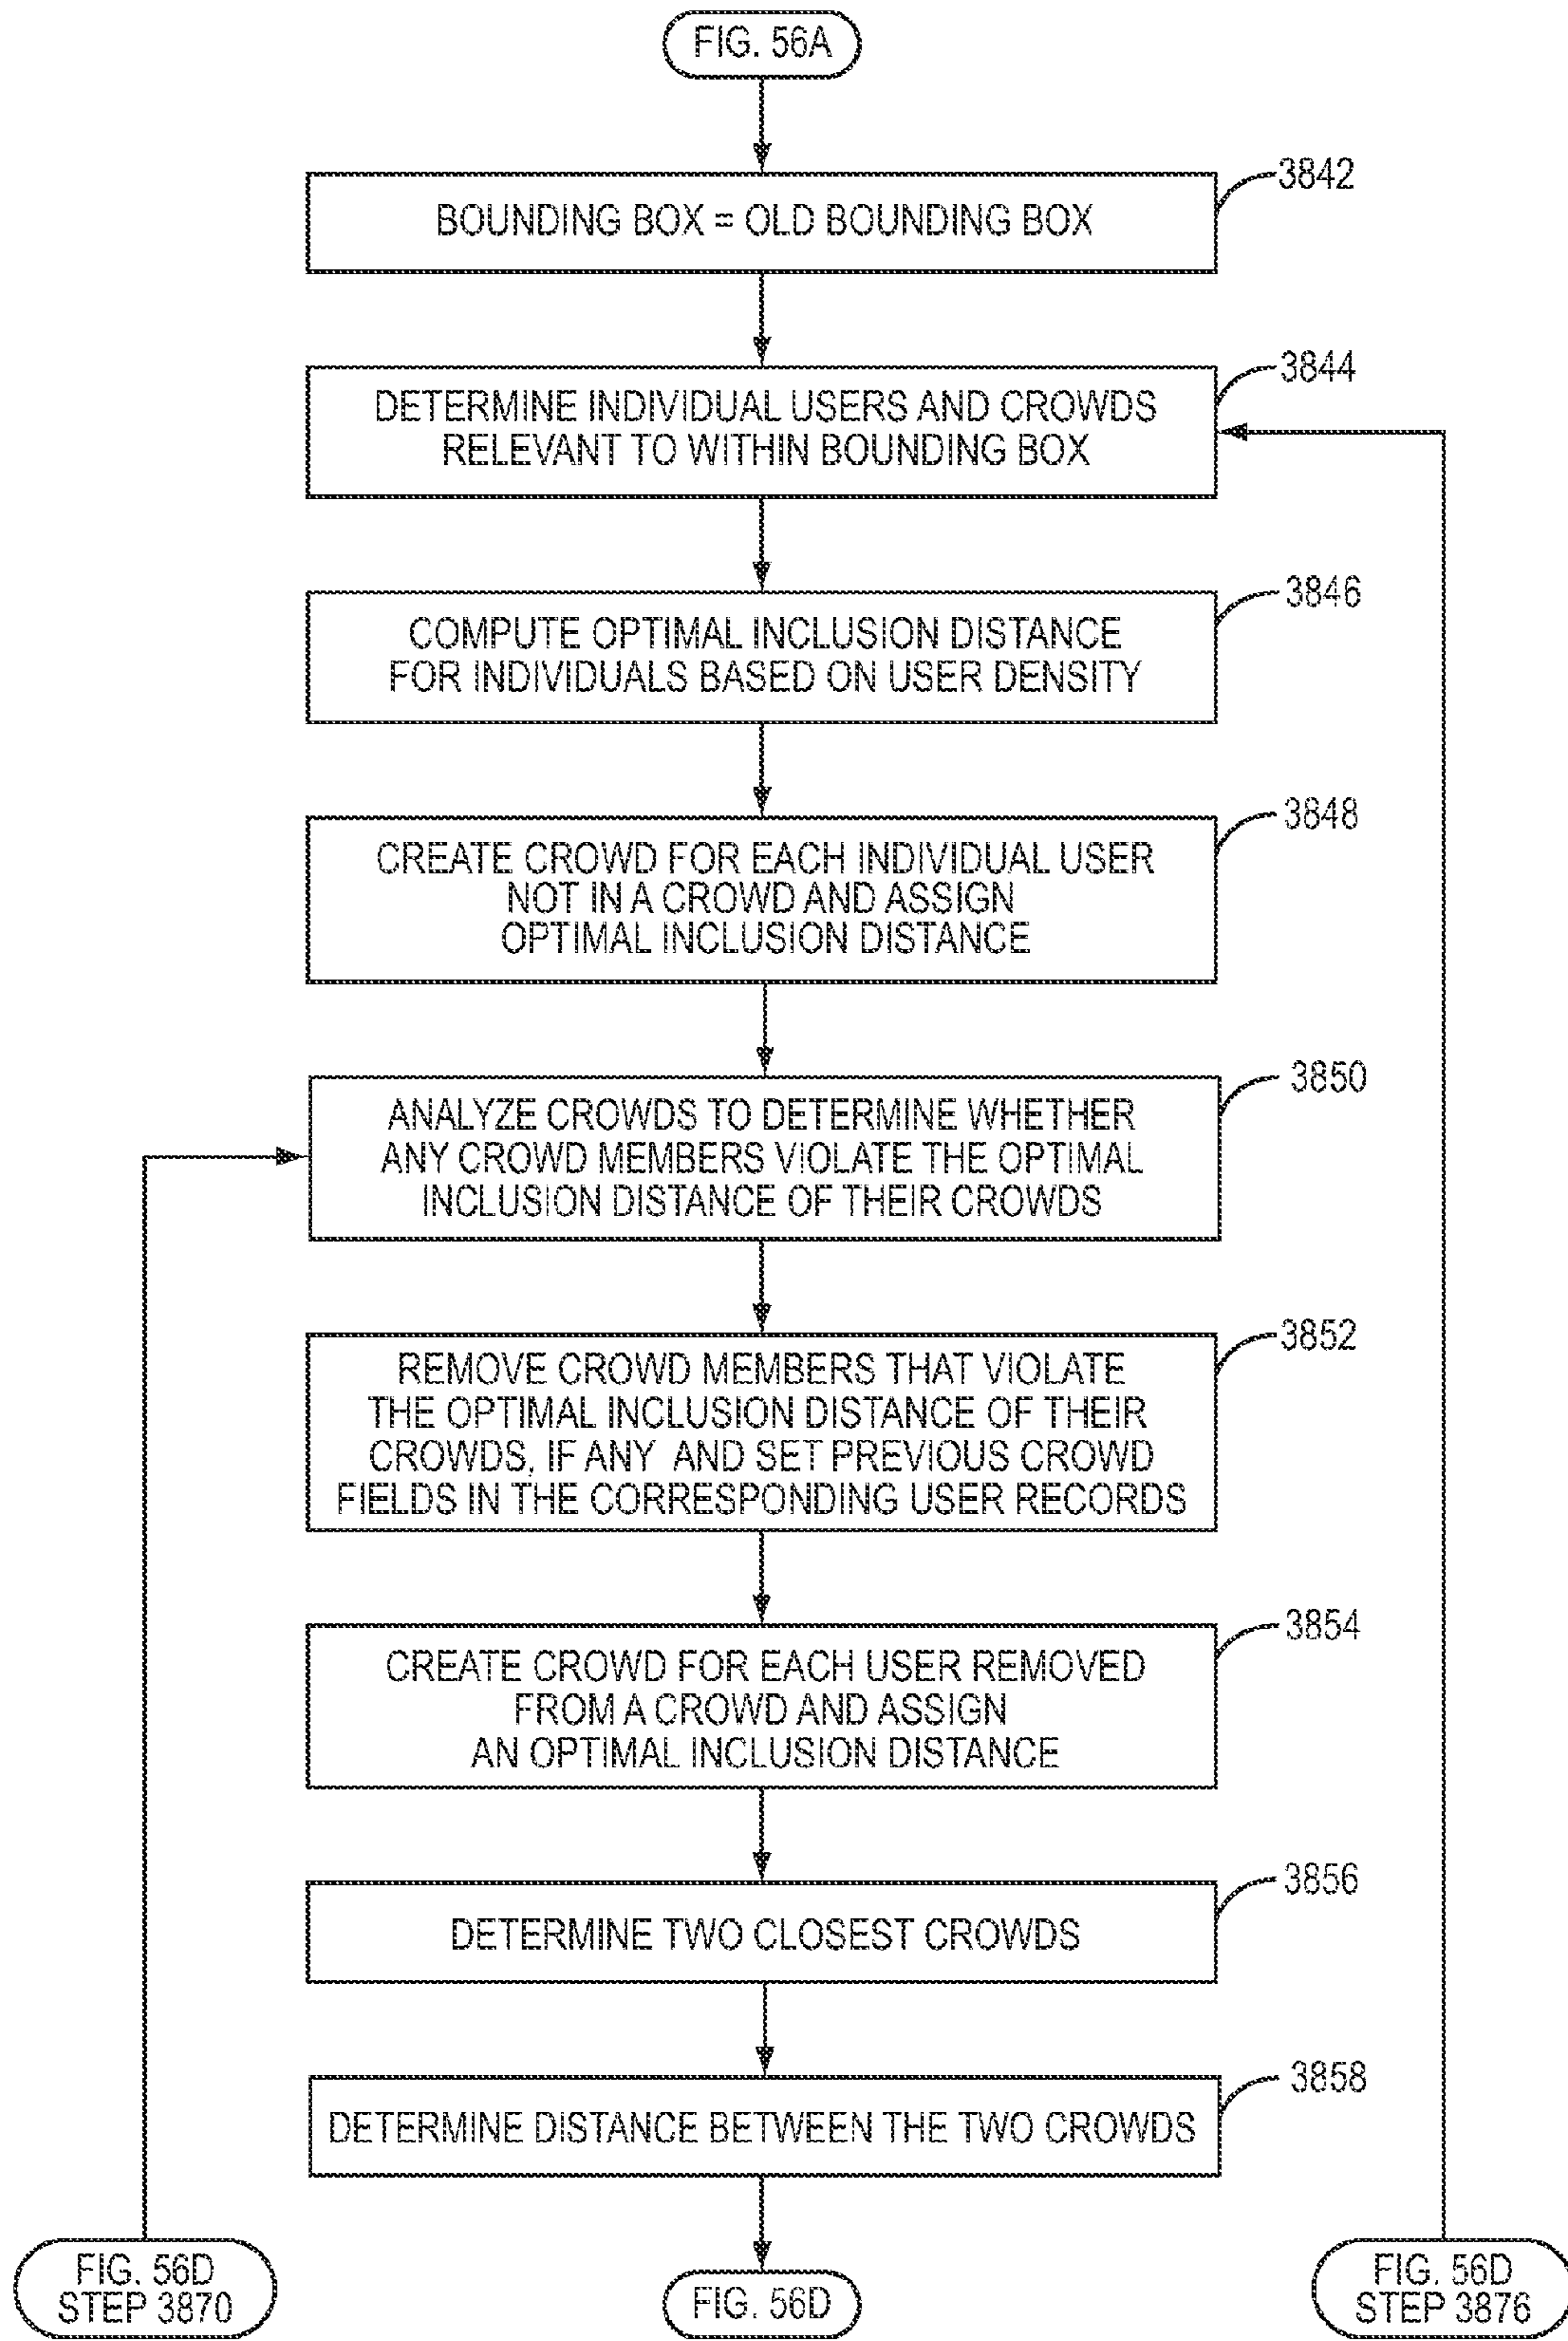 FIG. 56A
3842
BOUNDING BOX = OLD BOUNDING BOX
3844
DETERMINE INDIVIDUAL USERS AND CROWDS
RELEVANT TO WITHIN BOUNDING BOX
3846
COMPUTE OPTIMAL INCLUSION DISTANCE
FOR INDIVIDUALS BASED ON USER DENSITY
3848
CREATE CROWD FOR EACH INDIVIDUAL USER
NOT IN A CROWD AND ASSIGN
OPTIMAL INCLUSION DISTANCE
3850
ANALYZE CROWDS TO DETERMINE WHETHER
ANY CROWD MEMBERS VIOLATE THE OPTIMAL
INCLUSION DISTANCE OF THEIR CROWDS
3852
REMOVE CROWD MEMBERS THAT VIOLATE
THE OPTIMAL INCLUSION DISTANCE OF THEIR
CROWDS, IF ANY AND SET PREVIOUS CROWD
FIELDS IN THE CORRESPONDING USER RECORDS
3854
CREATE CROWD FOR EACH USER REMOVED
FROM A CROWD AND ASSIGN
AN OPTIMAL INCLUSION DISTANCE
3856
DETERMINE TWO CLOSEST CROWDS
3858
DETERMINE DISTANCE BETWEEN THE TWO CROWDS
FIG. 56D
STEP 3870
FIG. 56D
FIG. 56D
STEP 3876